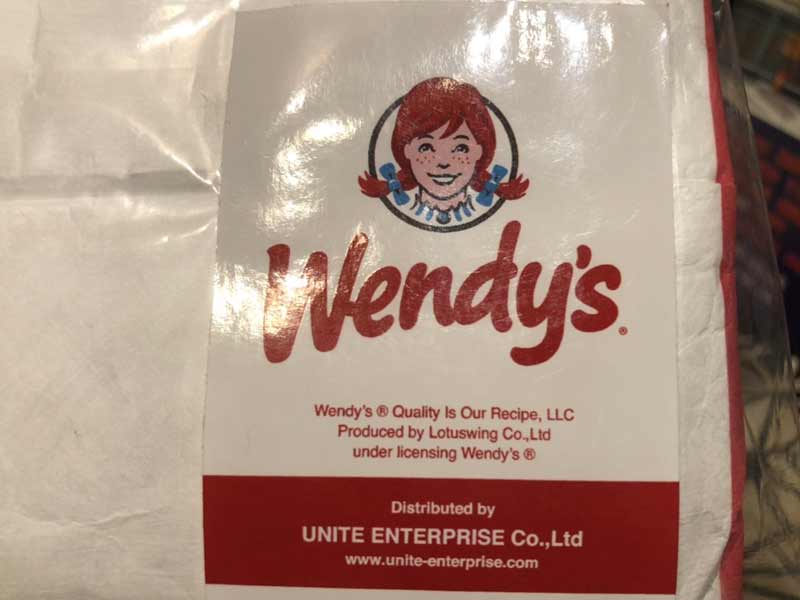 Wendy's®
Wendy's ® Quality Is Our Recipe, LLC
Produced by Lotuswing Co.,Ltd
under licensing Wendy's ®
Distributed by
UNITE ENTERPRISE Co.,Ltd
www.unite-enterprise.com